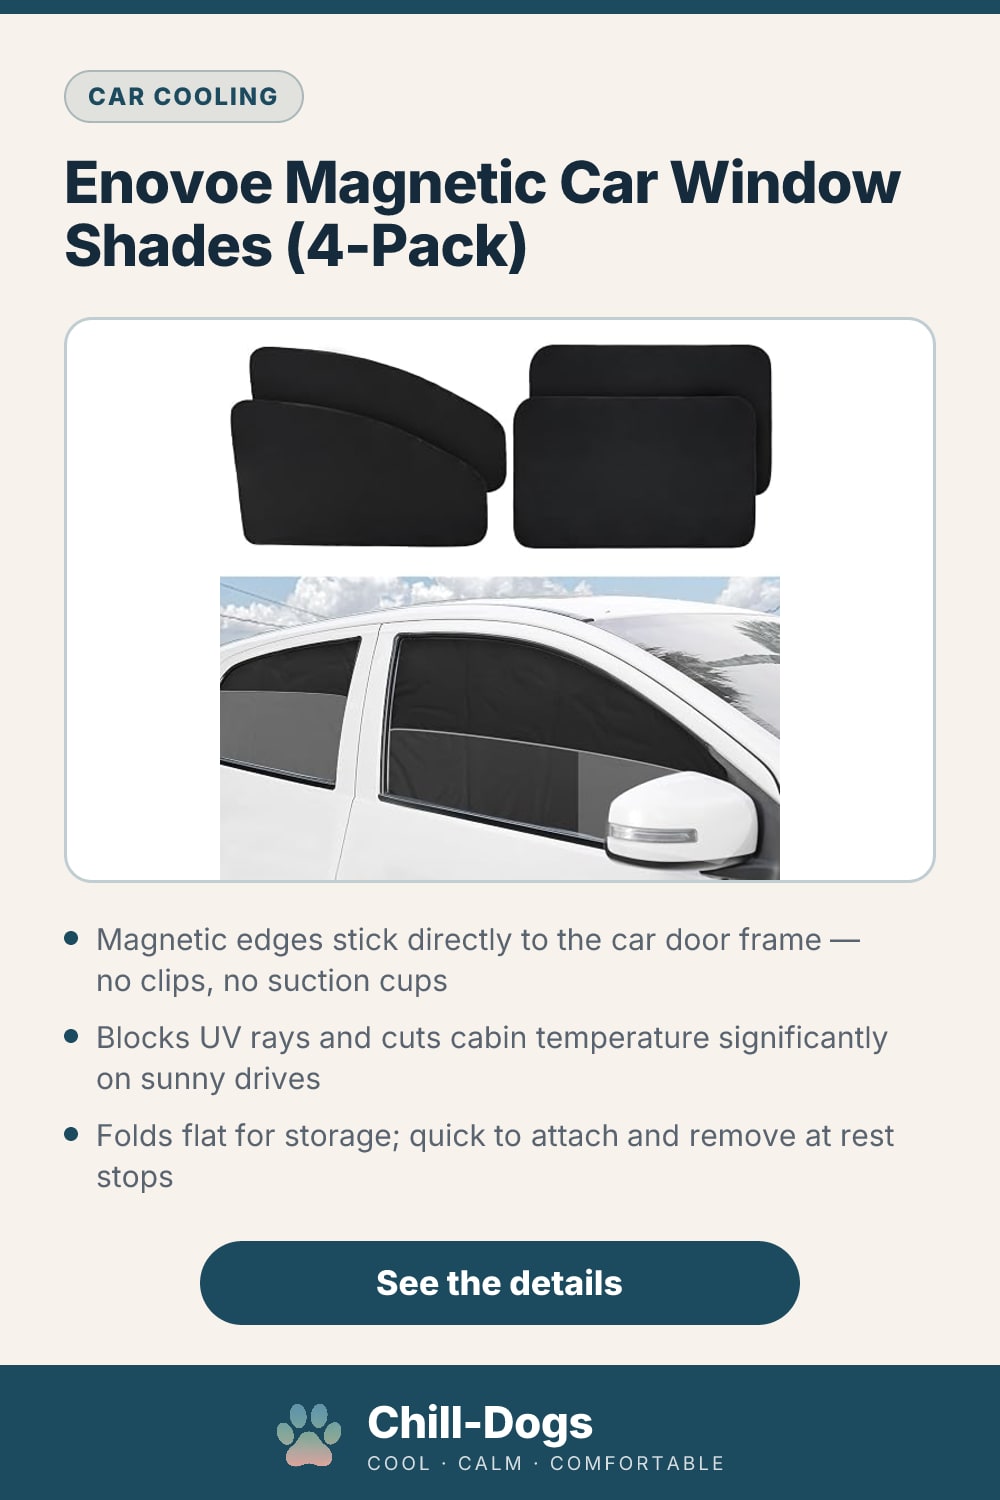 CAR COOLING
Enovoe Magnetic Car Window
Shades (4-Pack)
Magnetic edges stick directly to the car door frame —
no clips, no suction cups
Blocks UV rays and cuts cabin temperature significantly
on sunny drives
Folds flat for storage; quick to attach and remove at rest
stops
See the details
Chill-Dogs
COOL · CALM · COMFORTABLE